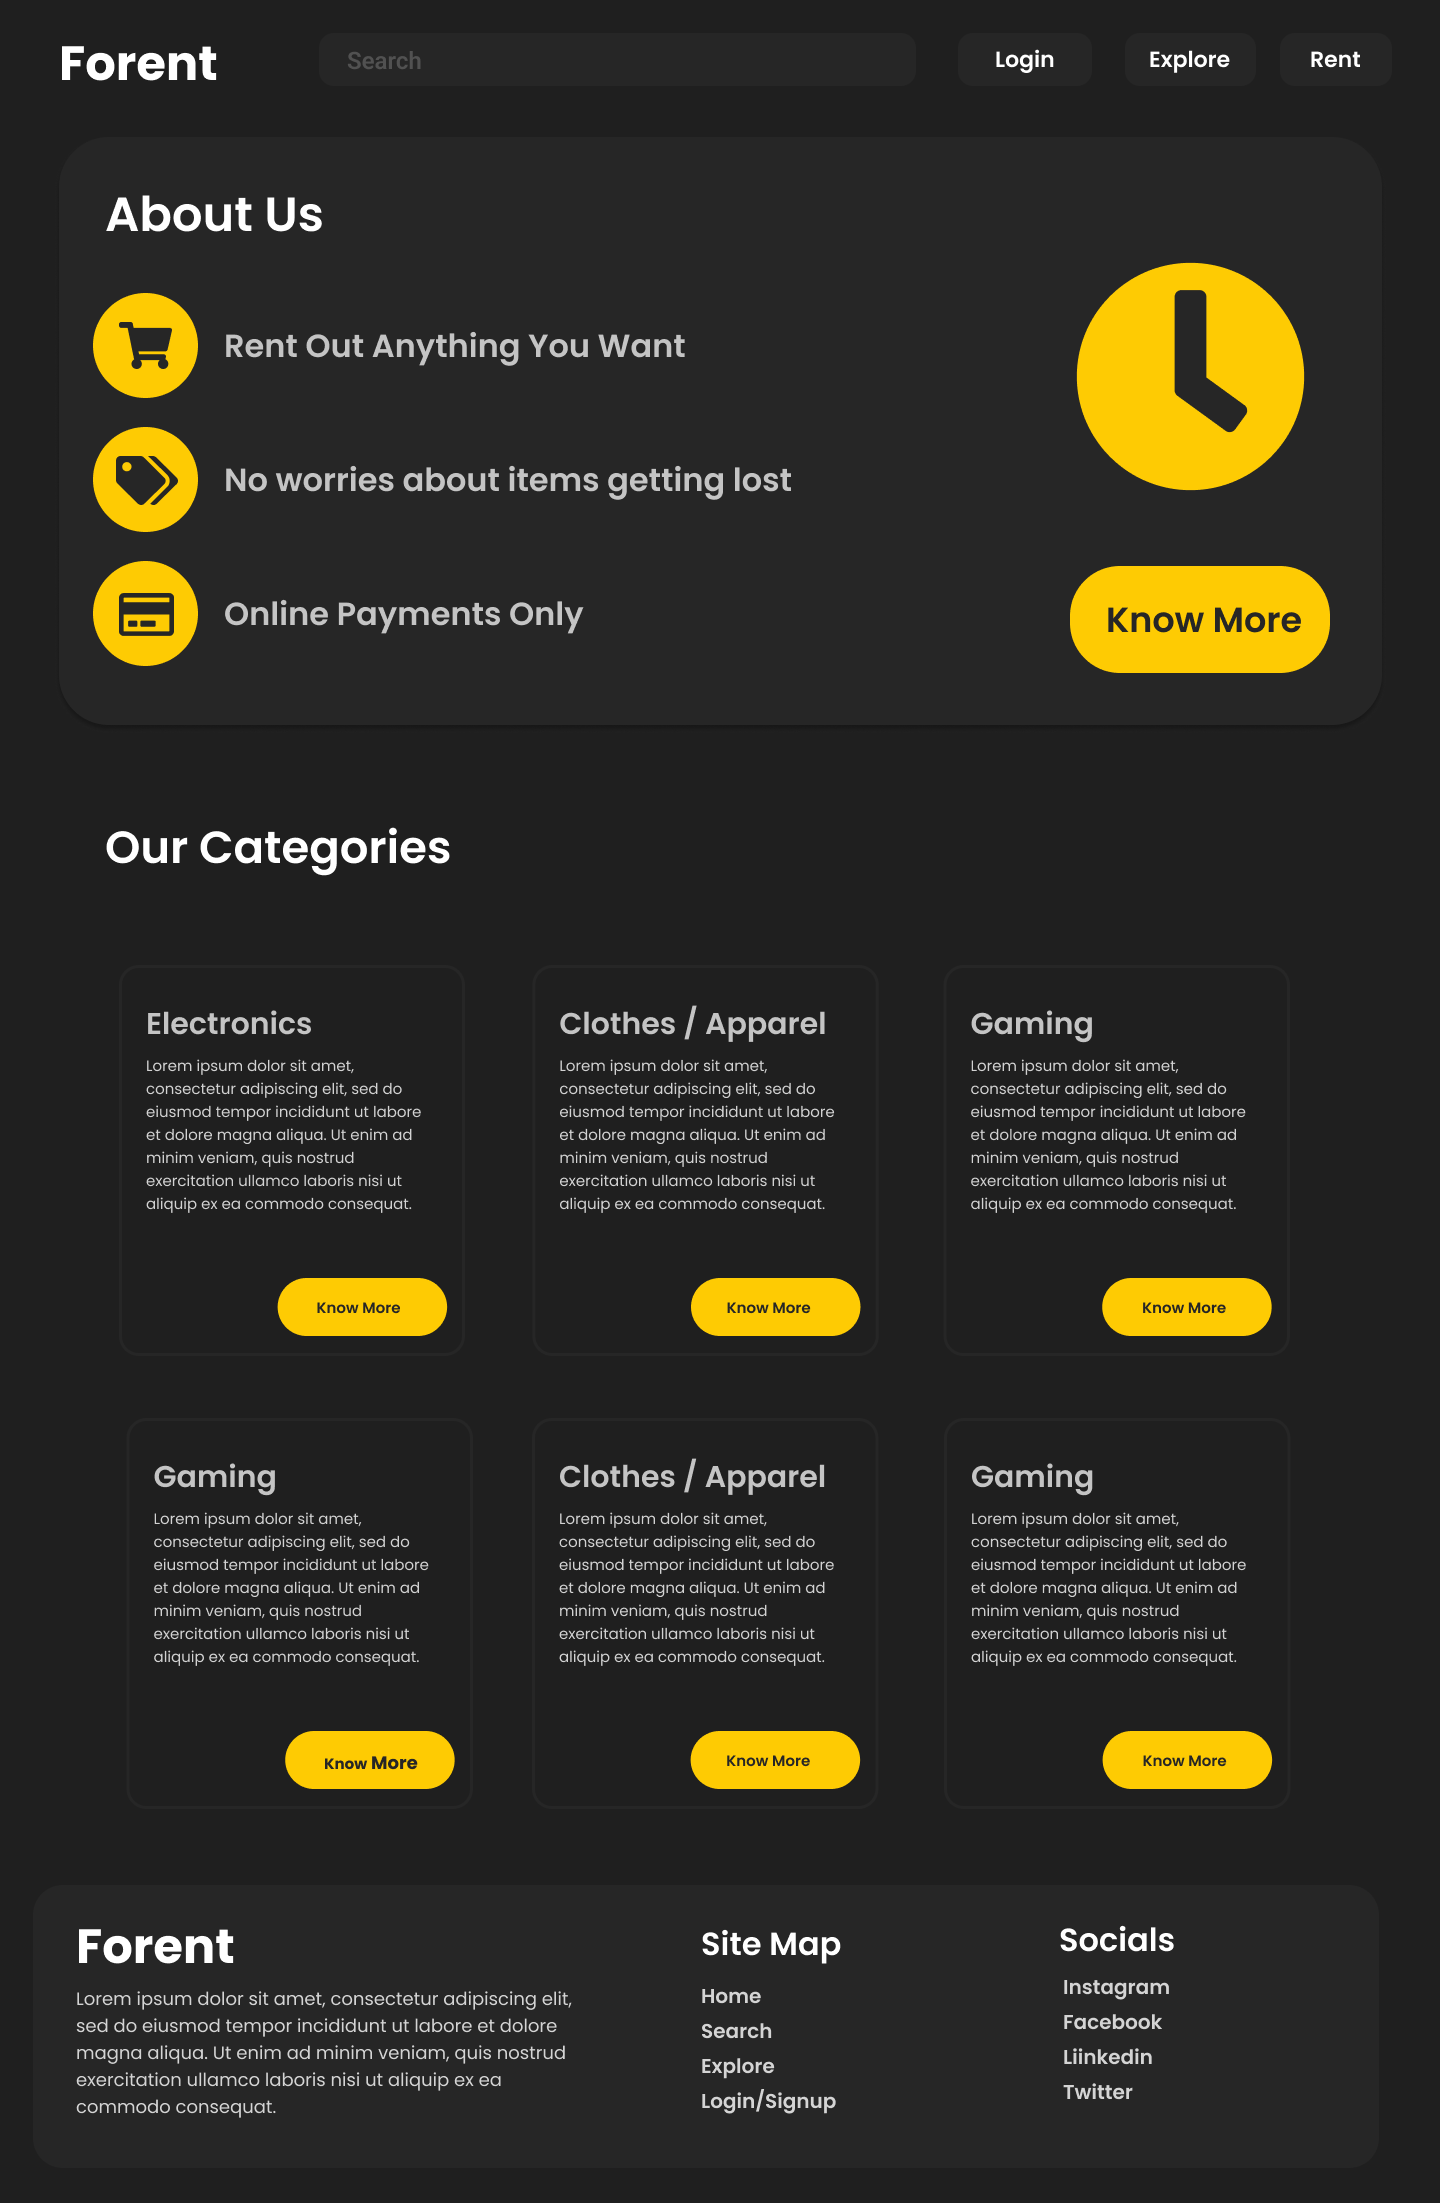 Forent
Search
Login
Explore
Rent
About Us
Rent Out Anything You Want
No worries about items getting lost
Online Payments Only
Know More
Our Categories
Electronics
Lorem ipsum dolor sit amet,
consectetur adipiscing elit, sed do
eiusmod tempor incididunt ut labore
et dolore magna aliqua. Ut enim ad
minim veniam, quis nostrud
exercitation ullamco laboris nisi ut
aliquip ex ea commodo consequat.
Know More
Clothes / Apparel
Lorem ipsum dolor sit amet,
consectetur adipiscing elit, sed do
eiusmod tempor incididunt ut labore
et dolore magna aliqua. Ut enim ad
minim veniam, quis nostrud
exercitation ullamco laboris nisi ut
aliquip ex ea commodo consequat.
Know More
Gaming
Lorem ipsum dolor sit amet,
consectetur adipiscing elit, sed do
eiusmod tempor incididunt ut labore
et dolore magna aliqua. Ut enim ad
minim veniam, quis nostrud
exercitation ullamco laboris nisi ut
aliquip ex ea commodo consequat.
Know More
Gaming
Lorem ipsum dolor sit amet,
consectetur adipiscing elit, sed do
eiusmod tempor incididunt ut labore
et dolore magna aliqua. Ut enim ad
minim veniam, quis nostrud
exercitation ullamco laboris nisi ut
aliquip ex ea commodo consequat.
Know More
Clothes / Apparel
Lorem ipsum dolor sit amet,
consectetur adipiscing elit, sed do
eiusmod tempor incididunt ut labore
et dolore magna aliqua. Ut enim ad
minim veniam, quis nostrud
exercitation ullamco laboris nisi ut
aliquip ex ea commodo consequat.
Know More
Gaming
Lorem ipsum dolor sit amet,
consectetur adipiscing elit, sed do
eiusmod tempor incididunt ut labore
et dolore magna aliqua. Ut enim ad
minim veniam, quis nostrud
exercitation ullamco laboris nisi ut
aliquip ex ea commodo consequat.
Know More
Forent
Lorem ipsum dolor sit amet, consectetur adipiscing elit,
sed do eiusmod tempor incididunt ut labore et dolore
magna aliqua. Ut enim ad minim veniam, quis nostrud
exercitation ullamco laboris nisi ut aliquip ex ea
commodo consequat.
Site Map
Home
Search
Explore
Login/Signup
Socials
Instagram
Facebook
Liinkedin
Twitter